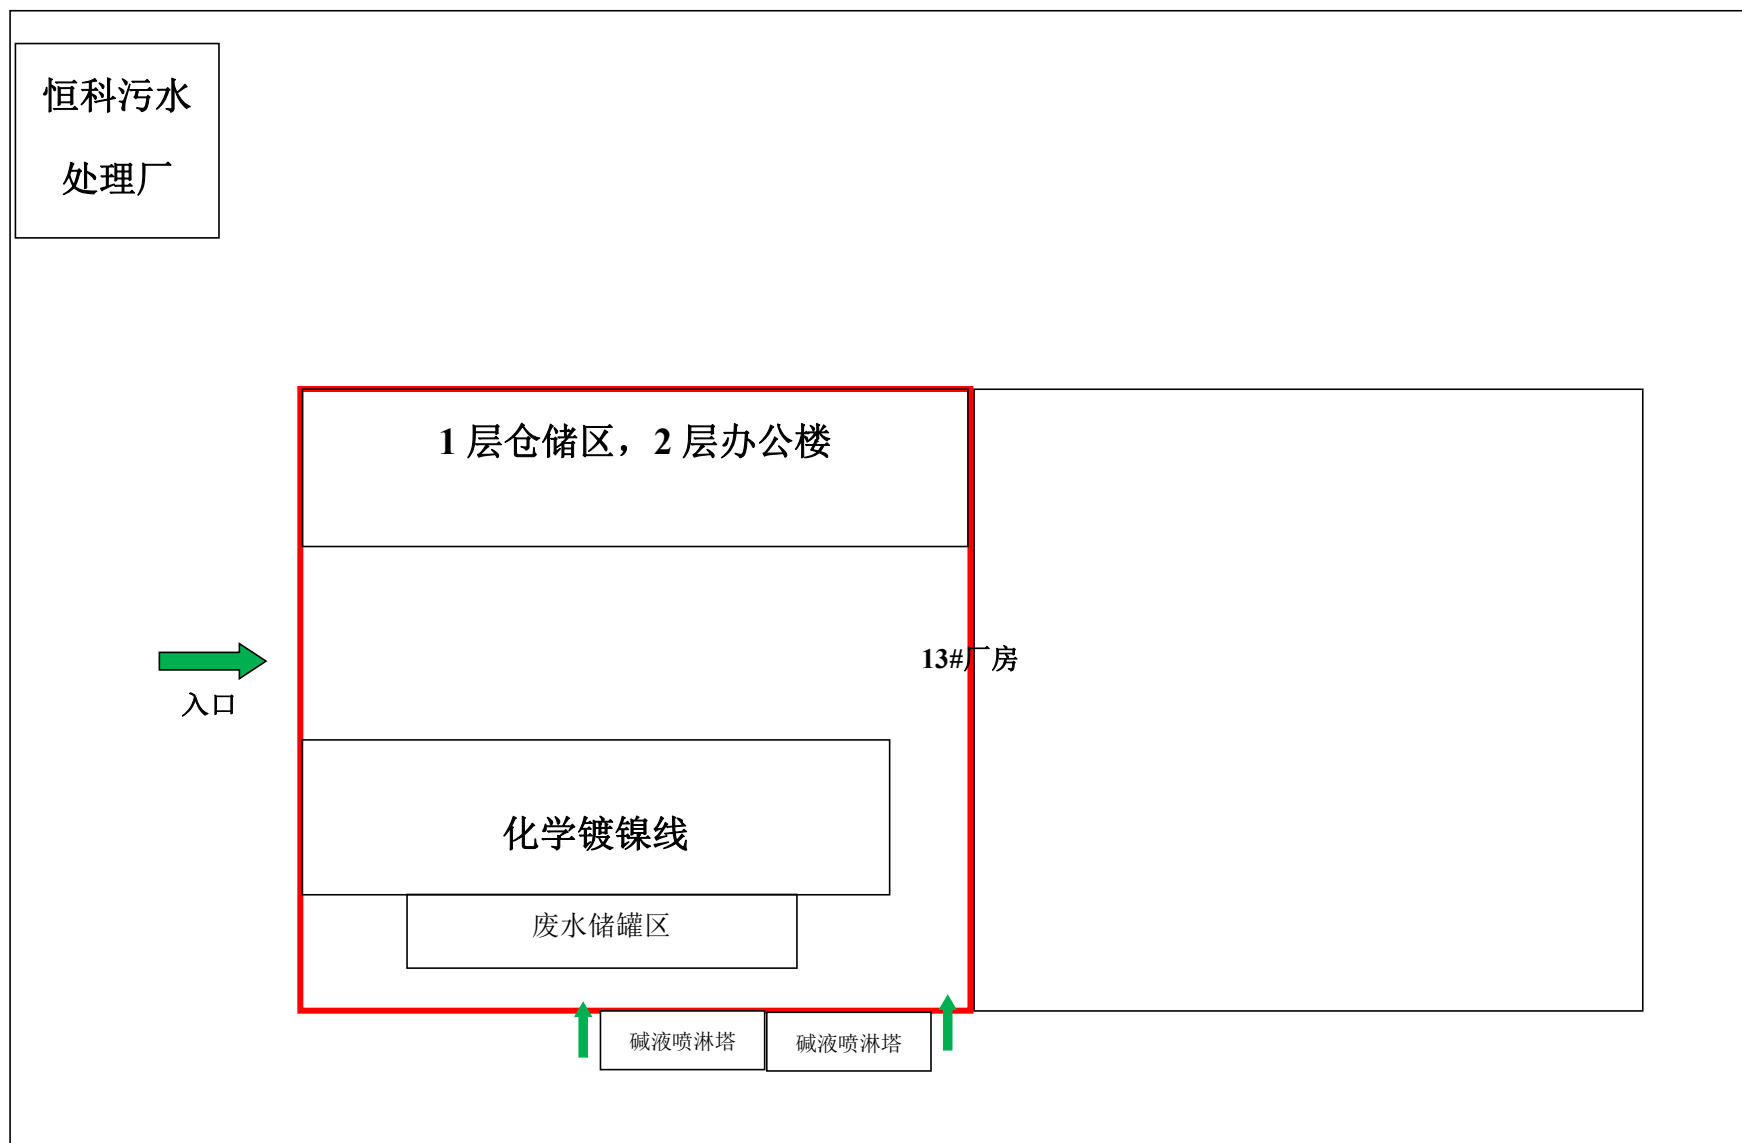 恒科污水
处理厂
1 层仓储区，2 层办公楼
13#厂房
入口
化学镀镍线
废水储罐区
碱液喷淋塔
碱液喷淋塔